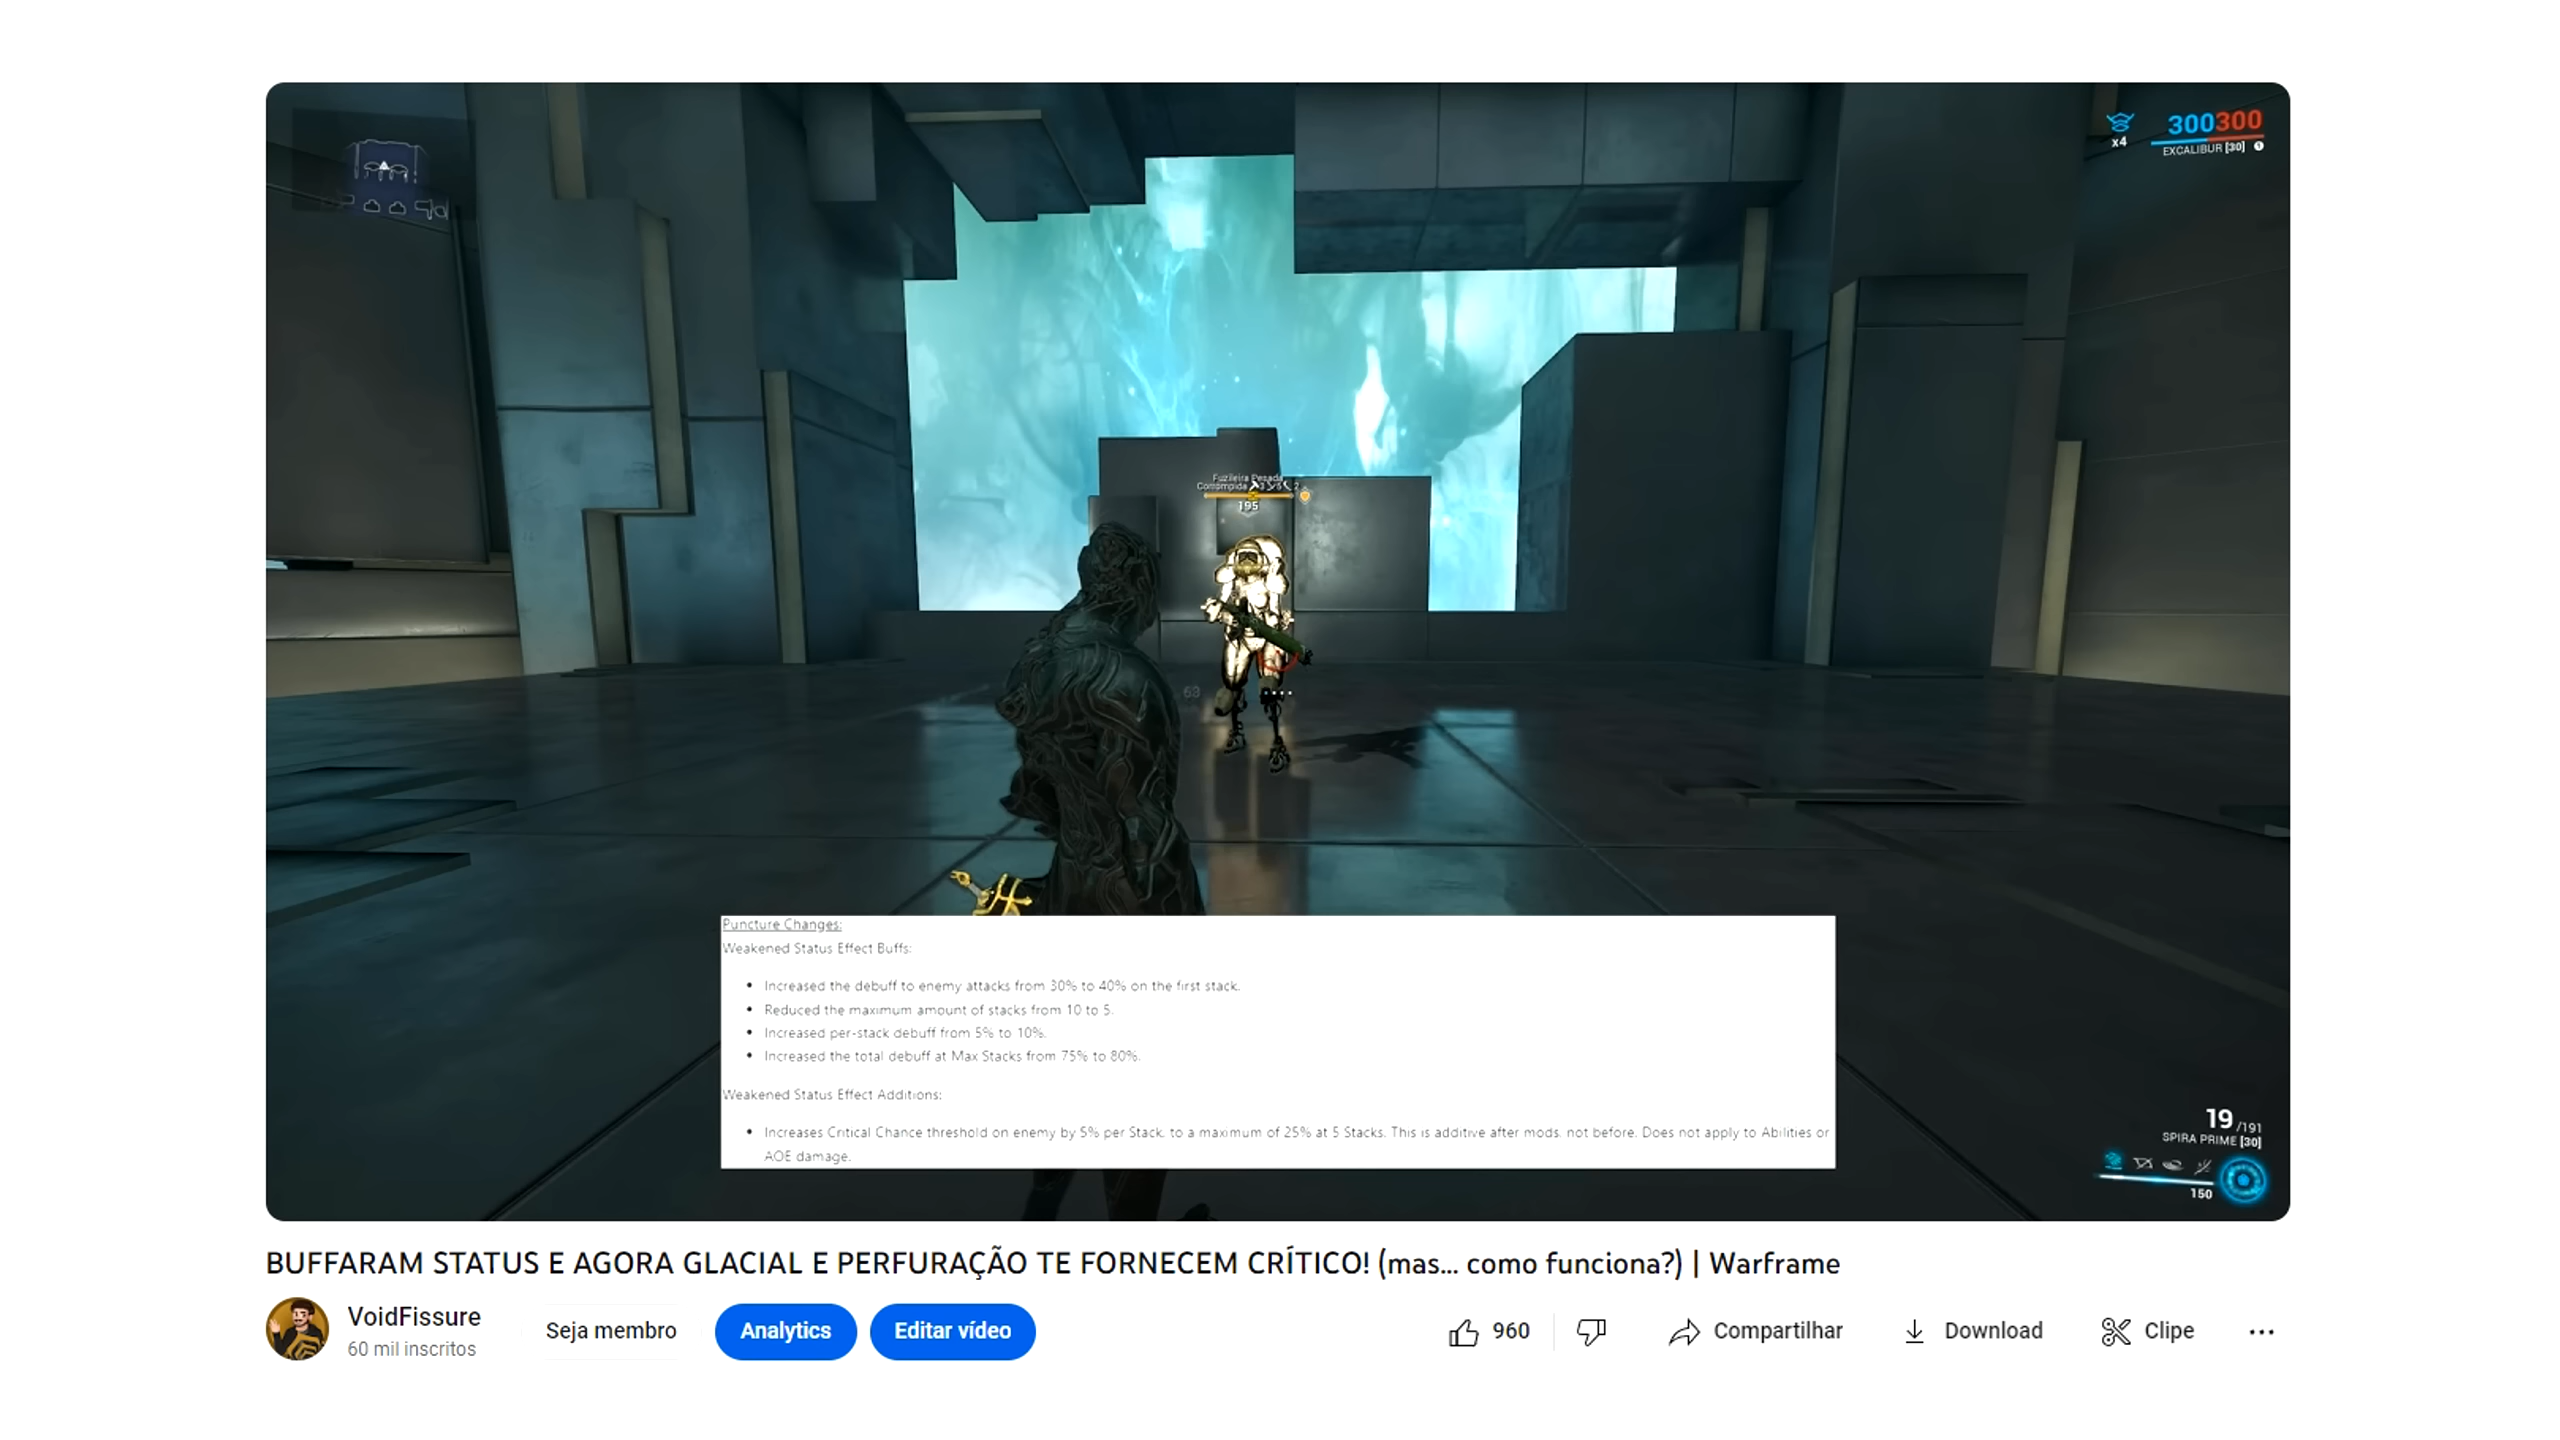 300300
x4
EXCALIBUR [30]
Fuzileira Pesada
Corrompida
195
63
Puncture Changes:
Weakened Status Effect Buffs:
• Increased the debuff to enemy attacks from 30% to 40% on the first stack.
• Reduced the maximum amount of stacks from 10 to 5.
• Increased per-stack debuff from 5% to 10%.
• Increased the total debuff at Max Stacks from 75% to 80%.
Weakened Status Effect Additions:
• Increases Critical Chance threshold on enemy by 5% per Stack, to a maximum of 25% at 5 Stacks. This is additive after mods, not before. Does not apply to Abilities or
AOE damage.
19/191
SPIRA PRIME [30]
150
BUFFARAM STATUS E AGORA GLACIAL E PERFURAÇÃO TE FORNECEM CRÍTICO! (mas... como funciona?) | Warframe
VoidFissure
60 mil inscritos
Seja membro
Analytics
Editar vídeo
960
Compartilhar
Download
Clipe